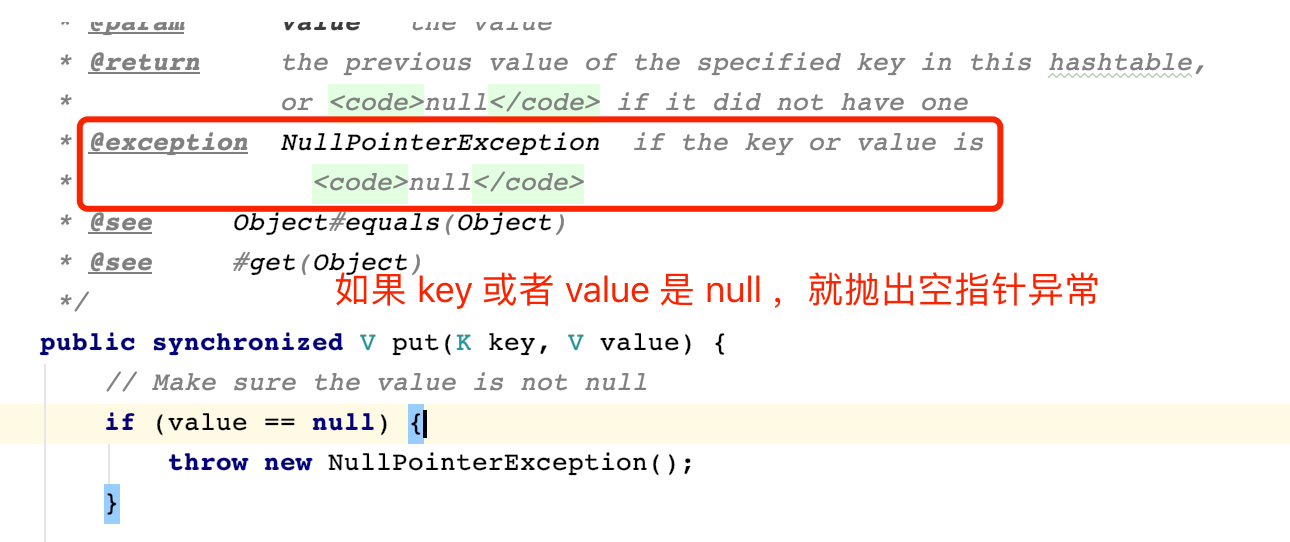 * @param value the value
* @return the previous value of the specified key in this hashtable,
* or <code>null</code> if it did not have one
* @exception NullPointerException if the key or value is
* <code>null</code>
* @see Object#equals(Object)
* @see #get(Object)
如果 key 或者 value 是 null ，就抛出空指针异常
*/
public synchronized V put(K key, V value) {
// Make sure the value is not null
if (value == null) {
throw new NullPointerException();
}